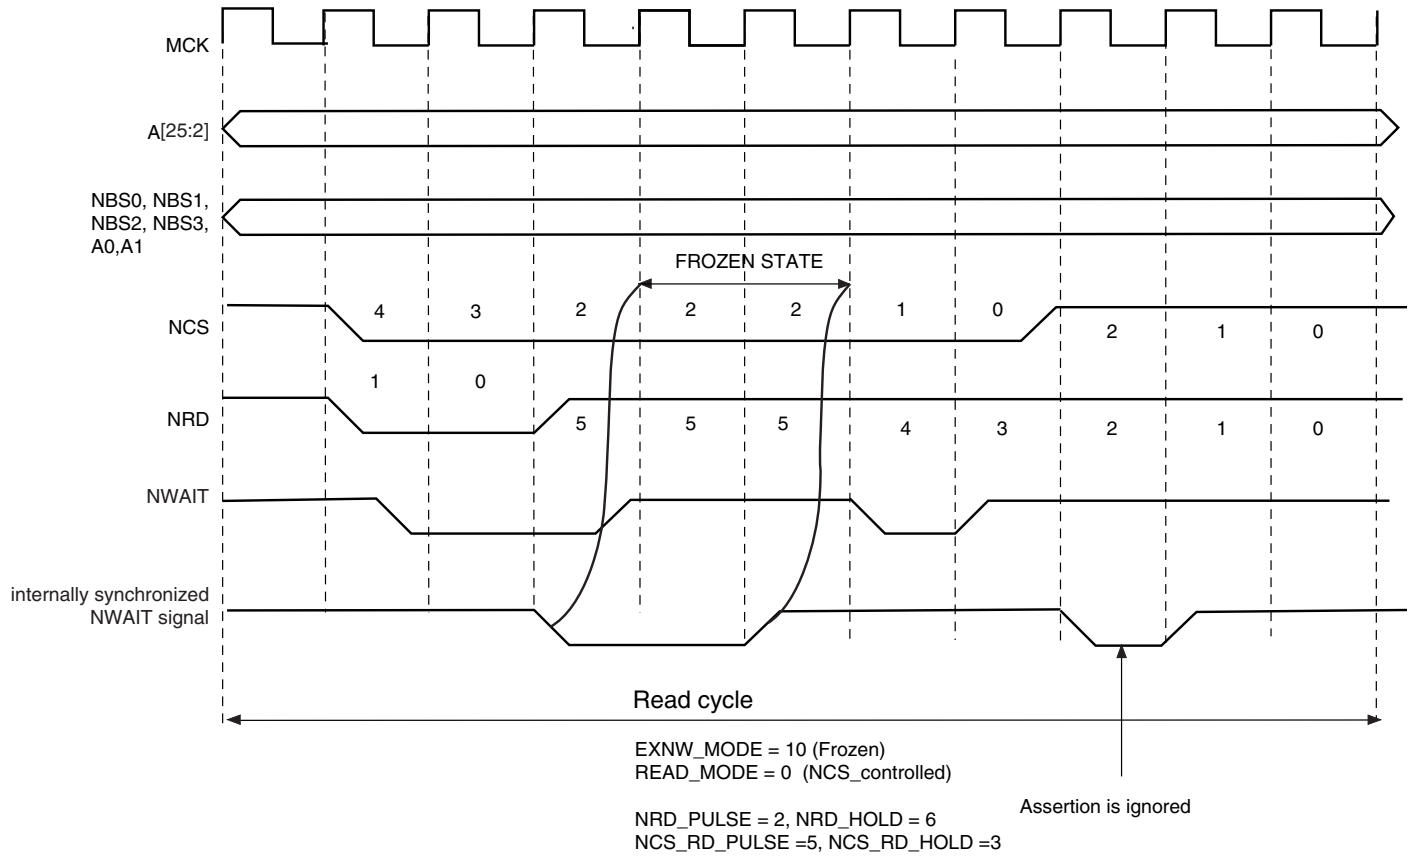 MCK
A[25:2]
NBS0, NBS1,
NBS2, NBS3,
A0,A1
FROZEN STATE
NCS
4 3 2 2 2 1 0
2 1 0
1 0
NRD
5 5 5 4 3 2 1 0
NWAIT
internally synchronized
NWAIT signal
Read cycle
EXNW_MODE = 10 (Frozen)
READ_MODE = 0 (NCS_controlled)
Assertion is ignored
NRD_PULSE = 2, NRD_HOLD = 6
NCS_RD_PULSE =5, NCS_RD_HOLD =3